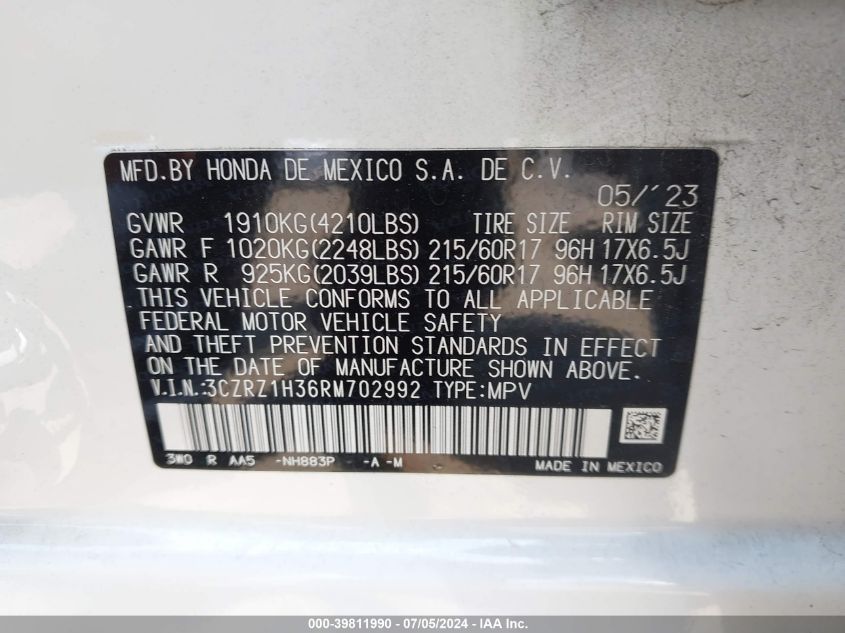 MFD.BY HONDA DE MEXICO S.A. DE C.V.
05/'23
GVWR 1910KG(4210LBS) TIRE SIZE RIM SIZE
GAWR F 1020KG(2248LBS) 215/60R17 96H 17X6.5J
GAWR R 925KG(2039LBS) 215/60R17 96H 17X6.5J
THIS VEHICLE CONFORMS TO ALL APPLICABLE
FEDERAL MOTOR VEHICLE SAFETY
AND THEFT PREVENTION STANDARDS IN EFFECT
ON THE DATE OF MANUFACTURE SHOWN ABOVE.
V.I.N.:3CZRZ1H36RM702992 TYPE:MPV
3W0 R AA5 -NH883P -A -M MADE IN MEXICO
000-39811990 - 07/05/2024 - US.IAAI.COM